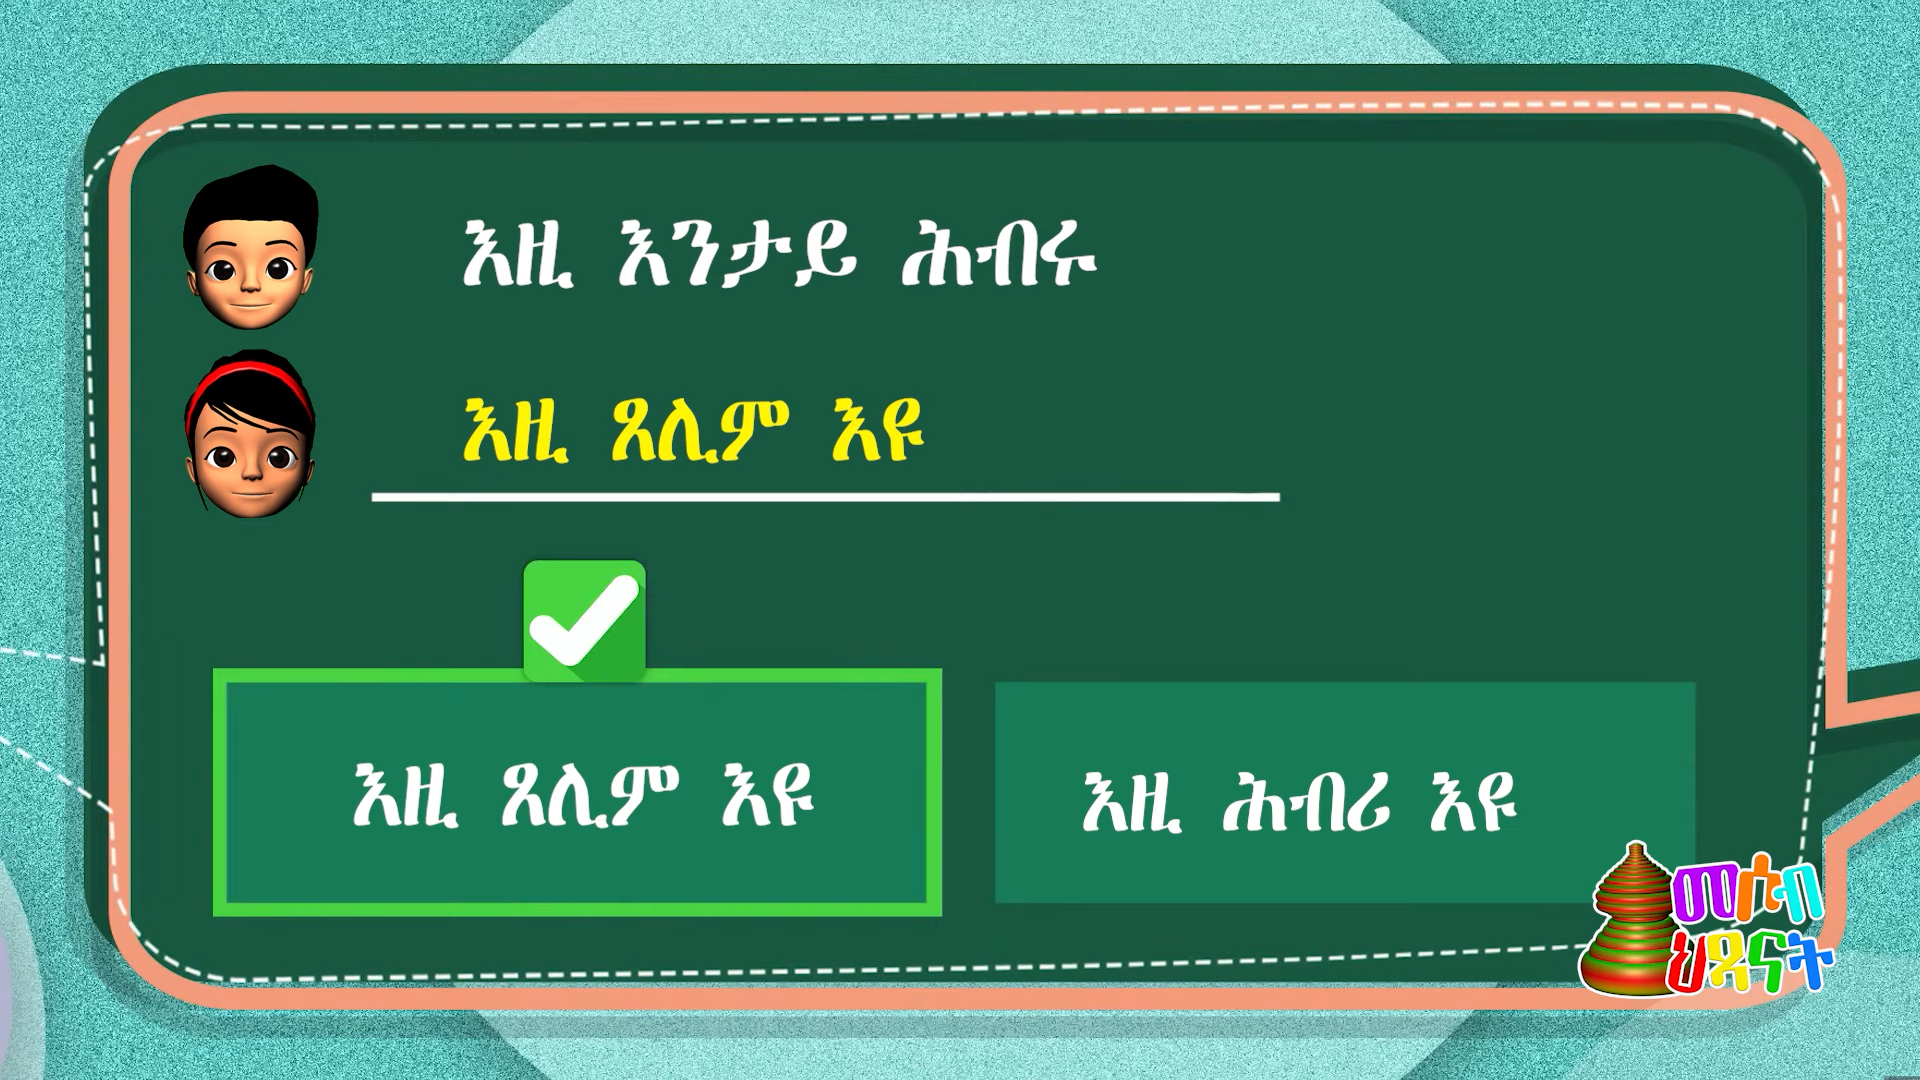 እዚ እንታይ ሕብሩ
እዚ ጸሊም እዩ
እዚ ጸሊም እዩ
እዚ ሕብሪ እዩ
መሶብ
ህጻናት